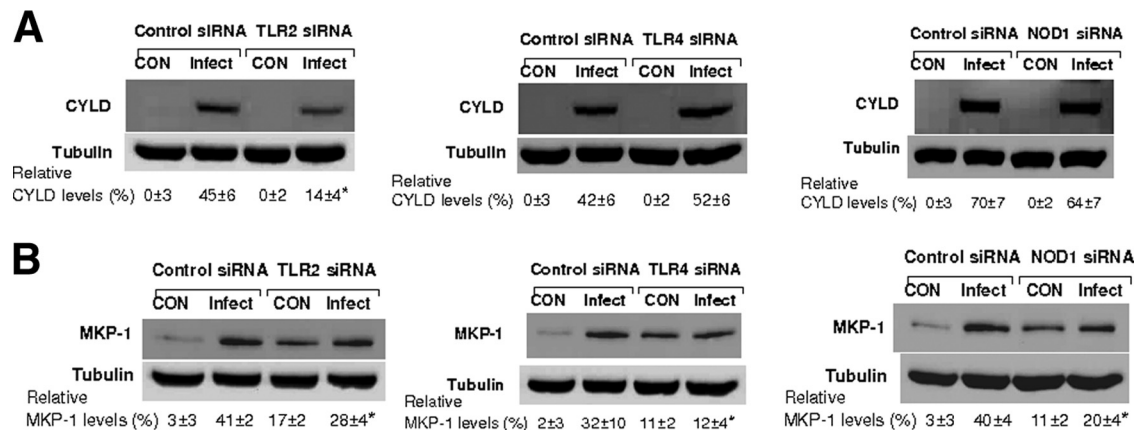 A
Control siRNA TLR2 siRNA
CON Infect CON Infect
CYLD
Tubulin
Relative
CYLD levels (%) 0±3 45±6 0±2 14±4*
Control siRNA TLR4 siRNA
CON Infect CON Infect
CYLD
Tubulin
Relative
CYLD levels (%) 0±3 42±6 0±2 52±6
Control siRNA NOD1 siRNA
CON Infect CON Infect
CYLD
Tubulin
Relative
CYLD levels (%) 0±3 70±7 0±2 64±7
B
Control siRNA TLR2 siRNA
CON Infect CON Infect
MKP-1
Tubulin
Relative
MKP-1 levels (%) 3±3 41±2 17±2 28±4*
Control siRNA TLR4 siRNA
CON Infect CON Infect
MKP-1
Tubulin
Relative
MKP-1 levels (%) 2±3 32±10 11±2 12±4*
Control siRNA NOD1 siRNA
CON Infect CON Infect
MKP-1
Tubulin
Relative
MKP-1 levels (%) 3±3 40±4 11±2 20±4*